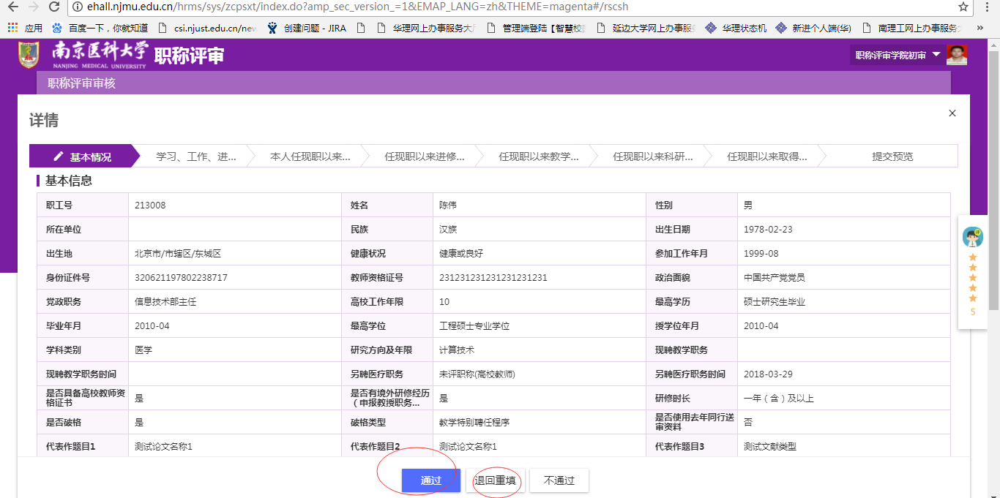 ehall.njmu.edu.cn/hrms/sys/zcpsxt/index.do?amp_sec_version_=1&EMAP_LANG=zh&THEME=magenta#/rscsh
应用 百度一下，你就知道 csi.njust.edu.cn/new 创建问题 - JIRA 华理网上办事服务大厅 管理端登陆【智慧校园 延边大学网上办事服务 华理状态机 新进个人端(华) 南理工网上办事服务 »
南京医科大学 职称评审 职称评审学院初审
NANJING MEDICAL UNIVERSITY
职称评审审核
详情 ×
基本情况 学习、工作、进... 本人任现职以来... 任现职以来进修... 任现职以来教学... 任现职以来科研... 任现职以来取得... 提交预览
基本信息
职工号 213008 姓名 陈伟 性别 男
所在单位 民族 汉族 出生日期 1978-02-23
出生地 北京市/市辖区/东城区 健康状况 健康或良好 参加工作年月 1999-08
身份证件号 320621197802238717 教师资格证号 231231231231231231231 政治面貌 中国共产党党员
党政职务 信息技术部主任 高校工作年限 10 最高学历 硕士研究生毕业
毕业年月 2010-04 最高学位 工程硕士专业学位 授学位年月 2010-04
学科类别 医学 研究方向及年限 计算技术 现聘教学职务
现聘教学职务时间 另聘医疗职务 未评职称(高校教师) 另聘医疗职务时间 2018-03-29
是否具备高校教师资格证书 是 是否有境外研修经历（申报教授职务... 是 研修时长 一年（含）及以上
是否破格 是 破格类型 教学特别聘任程序 是否使用去年同行送审资料 否
代表作题目1 测试论文名称1 代表作题目2 测试论文名称1 代表作题目3 测试文献类型
5
通过 退回重填 不通过